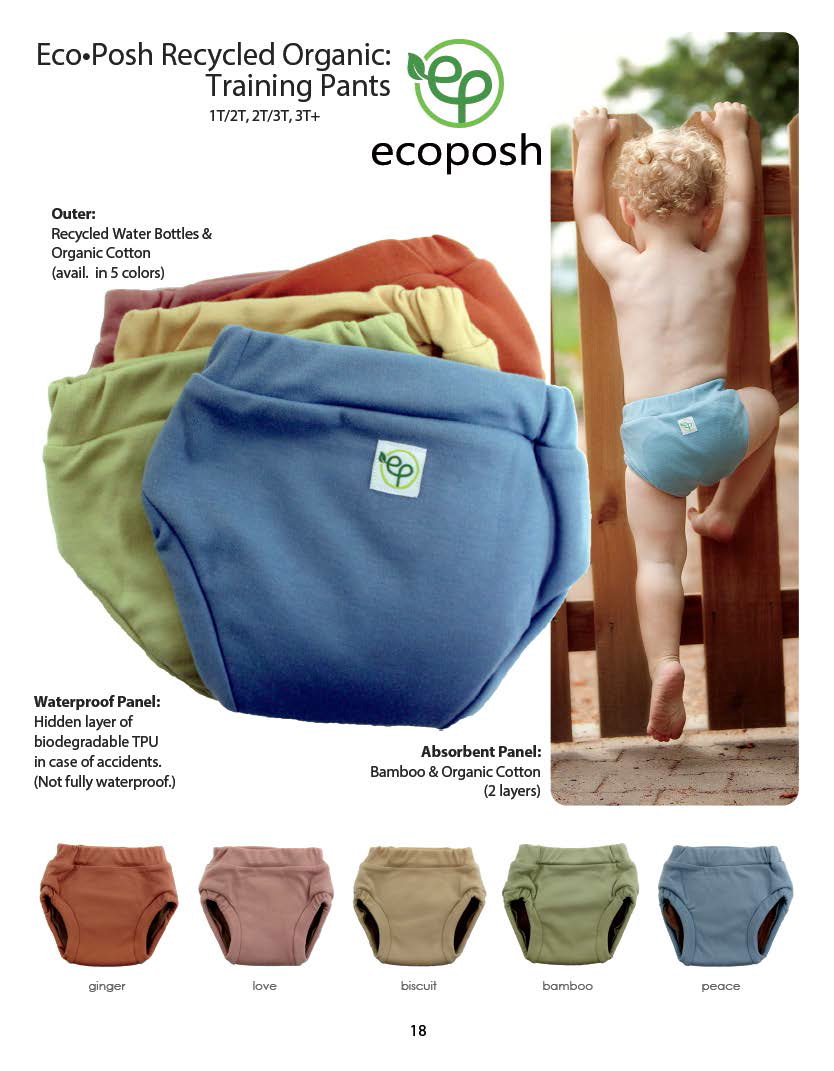 Eco•Posh Recycled Organic:
Training Pants
1T/2T, 2T/3T, 3T+
ep
ecoposh
Outer:
Recycled Water Bottles &
Organic Cotton
(avail. in 5 colors)
ep
ep
Waterproof Panel:
Hidden layer of
biodegradable TPU
in case of accidents.
(Not fully waterproof.)
Absorbent Panel:
Bamboo & Organic Cotton
(2 layers)
ginger
love
biscuit
bamboo
peace
18